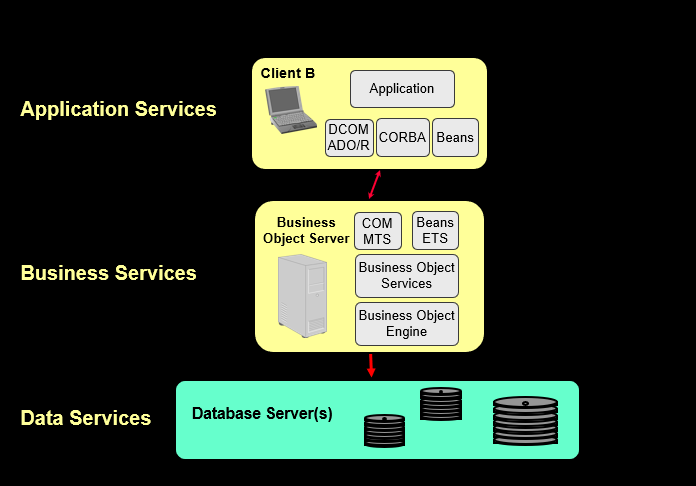 Client B
Application
Application Services
DCOM
ADO/R
CORBA
Beans
Business
Object Server
COM
MTS
Beans
ETS
Business Services
Business Object
Services
Business Object
Engine
Data Services
Database Server(s)